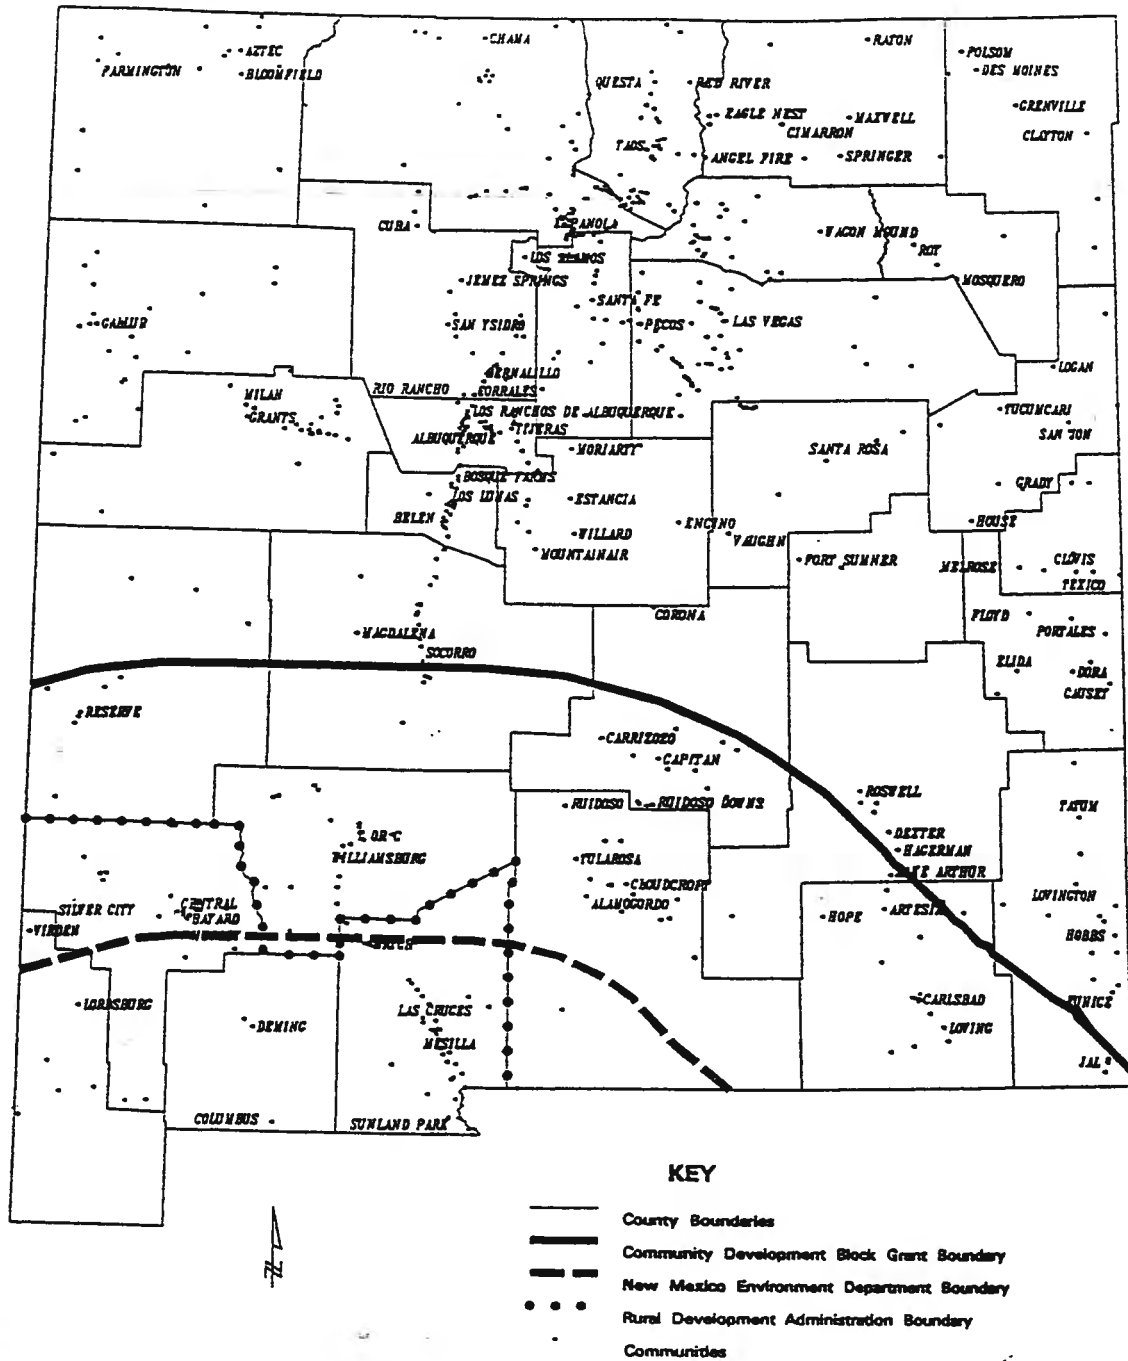 CHAMA
RATON
AZTEC
FOLSOM
FARMINGTON
BLOOMFIELD
DES MOINES
QUESTA
RED RIVER
GRENVILLE
EAGLE NEST
MAXWELL
CIMARRON
CLAYTON
TAOS
ANGEL FIRE
SPRINGER
CUBA
ESPANOLA
WAGON MOUND
ROY
LOS ALAMOS
JEMEZ SPRINGS
MOSQUERO
SANTA FE
GALLUP
SAN YSIDRO
PECOS
LAS VEGAS
BERNALILLO
LOGAN
MILAN
RIO RANCHO
CORRALES
GRANTS
LOS RANCHOS DE ALBUQUERQUE
TUCUMCARI
TIJERAS
ALBUQUERQUE
SAN JON
MORIARTY
SANTA ROSA
BOSQUE FARMS
GRADY
LOS LUNAS
ESTANCIA
BELEN
ENCINO
HOUSE
WILLARD
VAUGHN
MOUNTAINAIR
FORT SUMNER
MELROSE
CLOVIS
TEXICO
CORONA
FLOYD
MAGDALENA
PORTALES
SOCORRO
ELIDA
DORA
CAUSEY
RESERVE
CARRIZOZO
CAPITAN
ROSWELL
RUIDOSO
RUIDOSO DOWNS
TATUM
DEXTER
T OR C
HAGERMAN
WILLIAMSBURG
TULAROSA
LAKE ARTHUR
CLOUDCROFT
LOVINGTON
SILVER CITY
CENTRAL
ALAMOGORDO
ARTESIA
BAYARD
HOPE
VIRDEN
HURLEY
HATCH
HOBBS
LORDSBURG
LAS CRUCES
CARLSBAD
EUNICE
DEMING
LOVING
MESILLA
JAL
COLUMBUS
SUNLAND PARK
N
KEY
County Boundaries
Community Development Block Grant Boundary
New Mexico Environment Department Boundary
Rural Development Administration Boundary
Communities